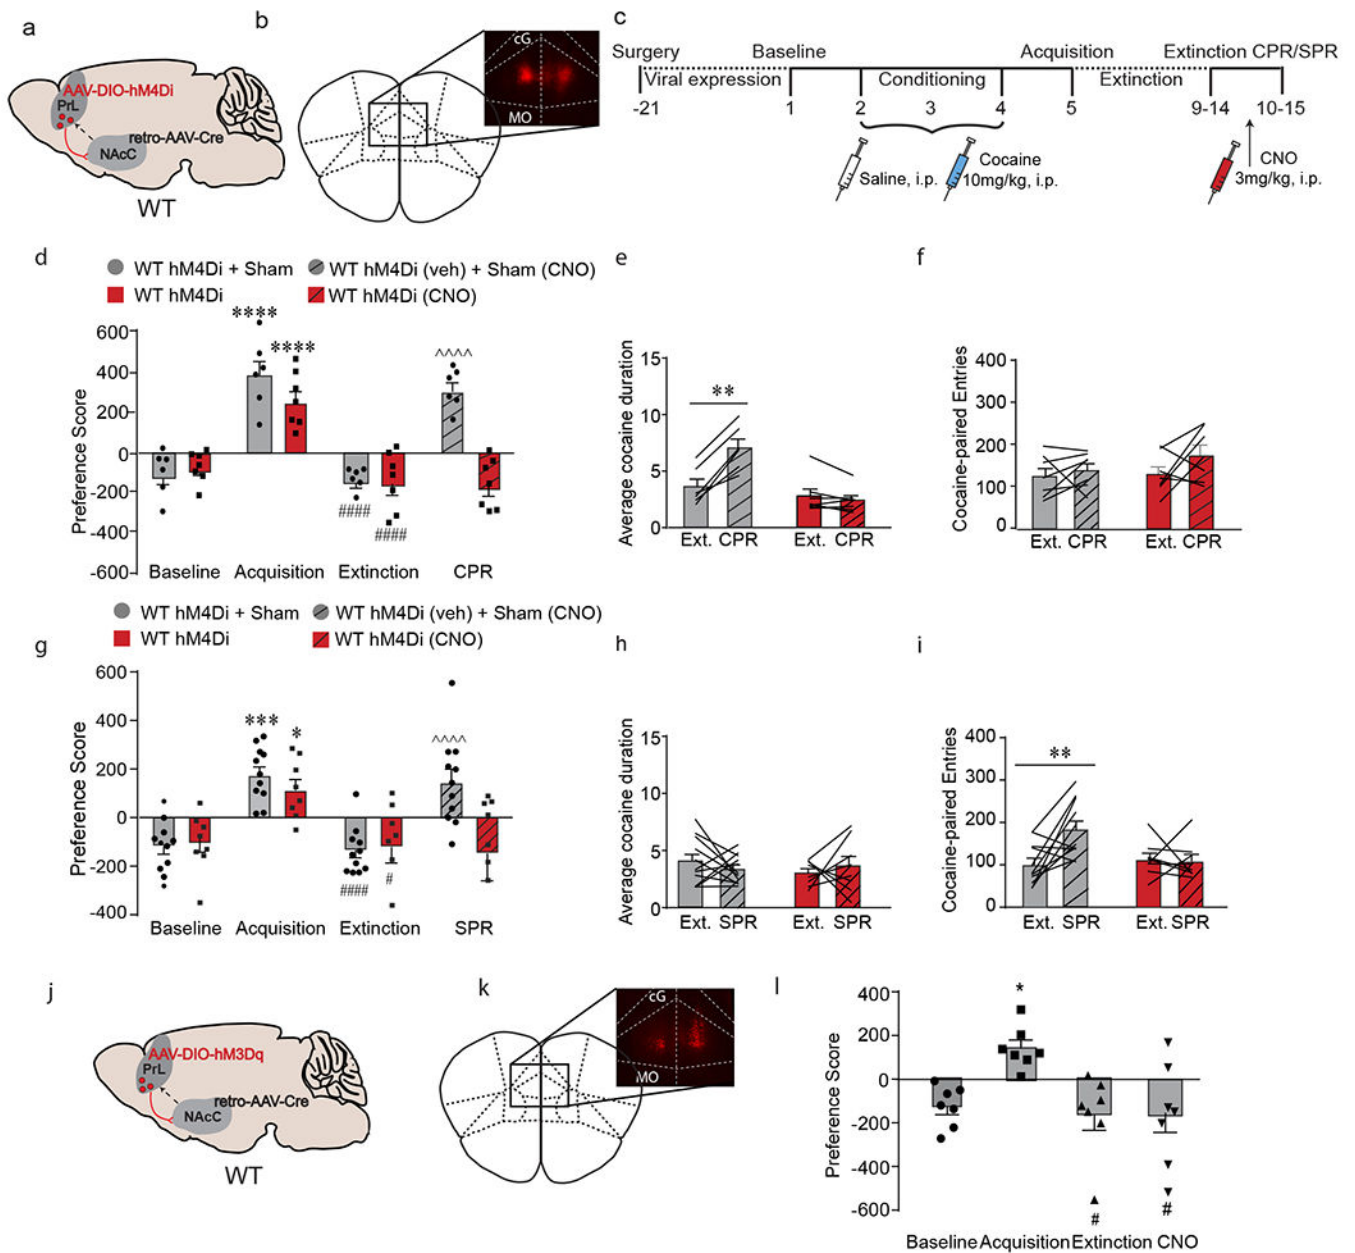 a
AAV-DIO-hM4Di
PrL
retro-AAV-Cre
NAcC
WT
b
cG
MO
c
Surgery Baseline Acquisition Extinction CPR/SPR
Viral expression Conditioning Extinction
-21 1 2 3 4 5 9-14 10-15
Saline, i.p.
Cocaine
10mg/kg, i.p.
CNO
3mg/kg, i.p.
d
WT hM4Di + Sham WT hM4Di (veh) + Sham (CNO)
WT hM4Di WT hM4Di (CNO)
Preference Score
600
400
200
0
-200
-400
-600
**** **** #### #### ^^^^
Baseline Acquisition Extinction CPR
e
Average cocaine duration
15
10
5
0
**
Ext. CPR Ext. CPR
f
Cocaine-paired Entries
400
300
200
100
0
Ext. CPR Ext. CPR
WT hM4Di + Sham WT hM4Di (veh) + Sham (CNO)
WT hM4Di WT hM4Di (CNO)
g
Preference Score
600
400
200
0
-200
-400
*** * #### # ^^^^
Baseline Acquisition Extinction SPR
h
Average cocaine duration
15
10
5
0
Ext. SPR Ext. SPR
i
Cocaine-paired Entries
400
300
200
100
0
**
Ext. SPR Ext. SPR
j
AAV-DIO-hM3Dq
PrL
retro-AAV-Cre
NAcC
WT
k
cG
MO
l
Preference Score
400
200
0
-200
-400
-600
* # #
Baseline Acquisition Extinction CNO